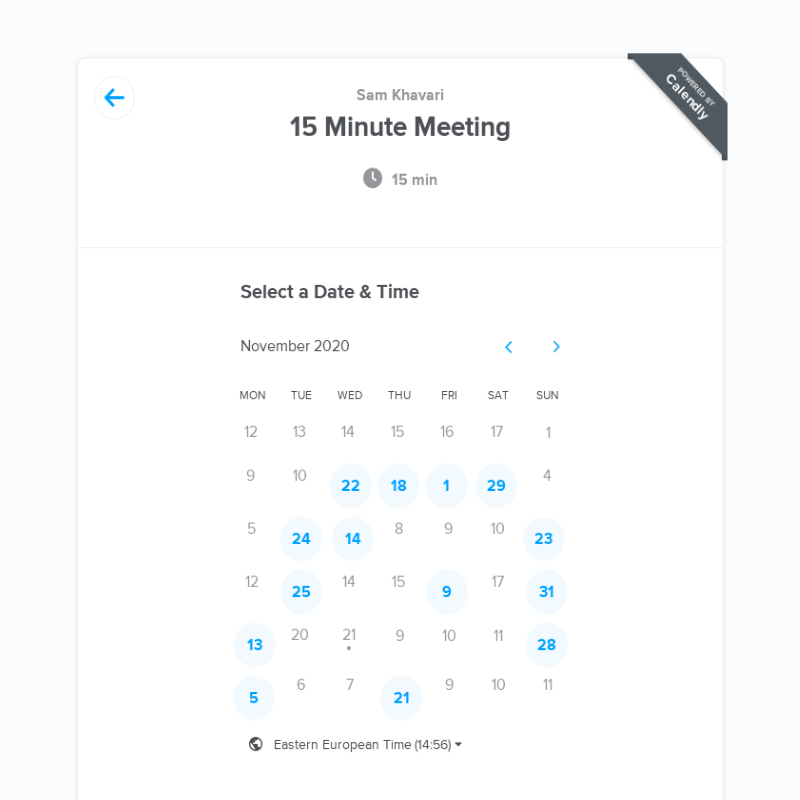 POWERED BY
Calendly
Sam Khavari
15 Minute Meeting
15 min
Select a Date & Time
November 2020
MON TUE WED THU FRI SAT SUN
12 13 14 15 16 17 1
9 10 22 18 1 29 4
5 24 14 8 9 10 23
12 25 14 15 9 17 31
13 20 21 9 10 11 28
5 6 7 21 9 10 11
Eastern European Time (14:56)